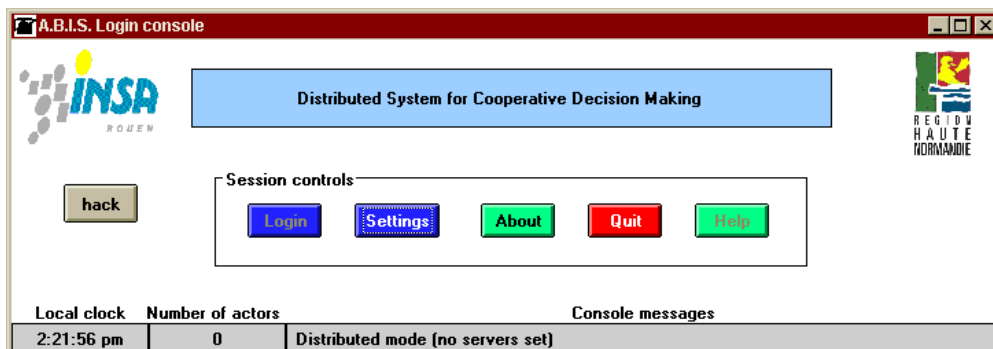 A.B.I.S. Login console
INSA
ROUEN
Distributed System for Cooperative Decision Making
REGION
HAUTE
NORMANDIE
Session controls
hack
Login
Settings
About
Quit
Help
Local clock
Number of actors
Console messages
2:21:56 pm
0
Distributed mode (no servers set)